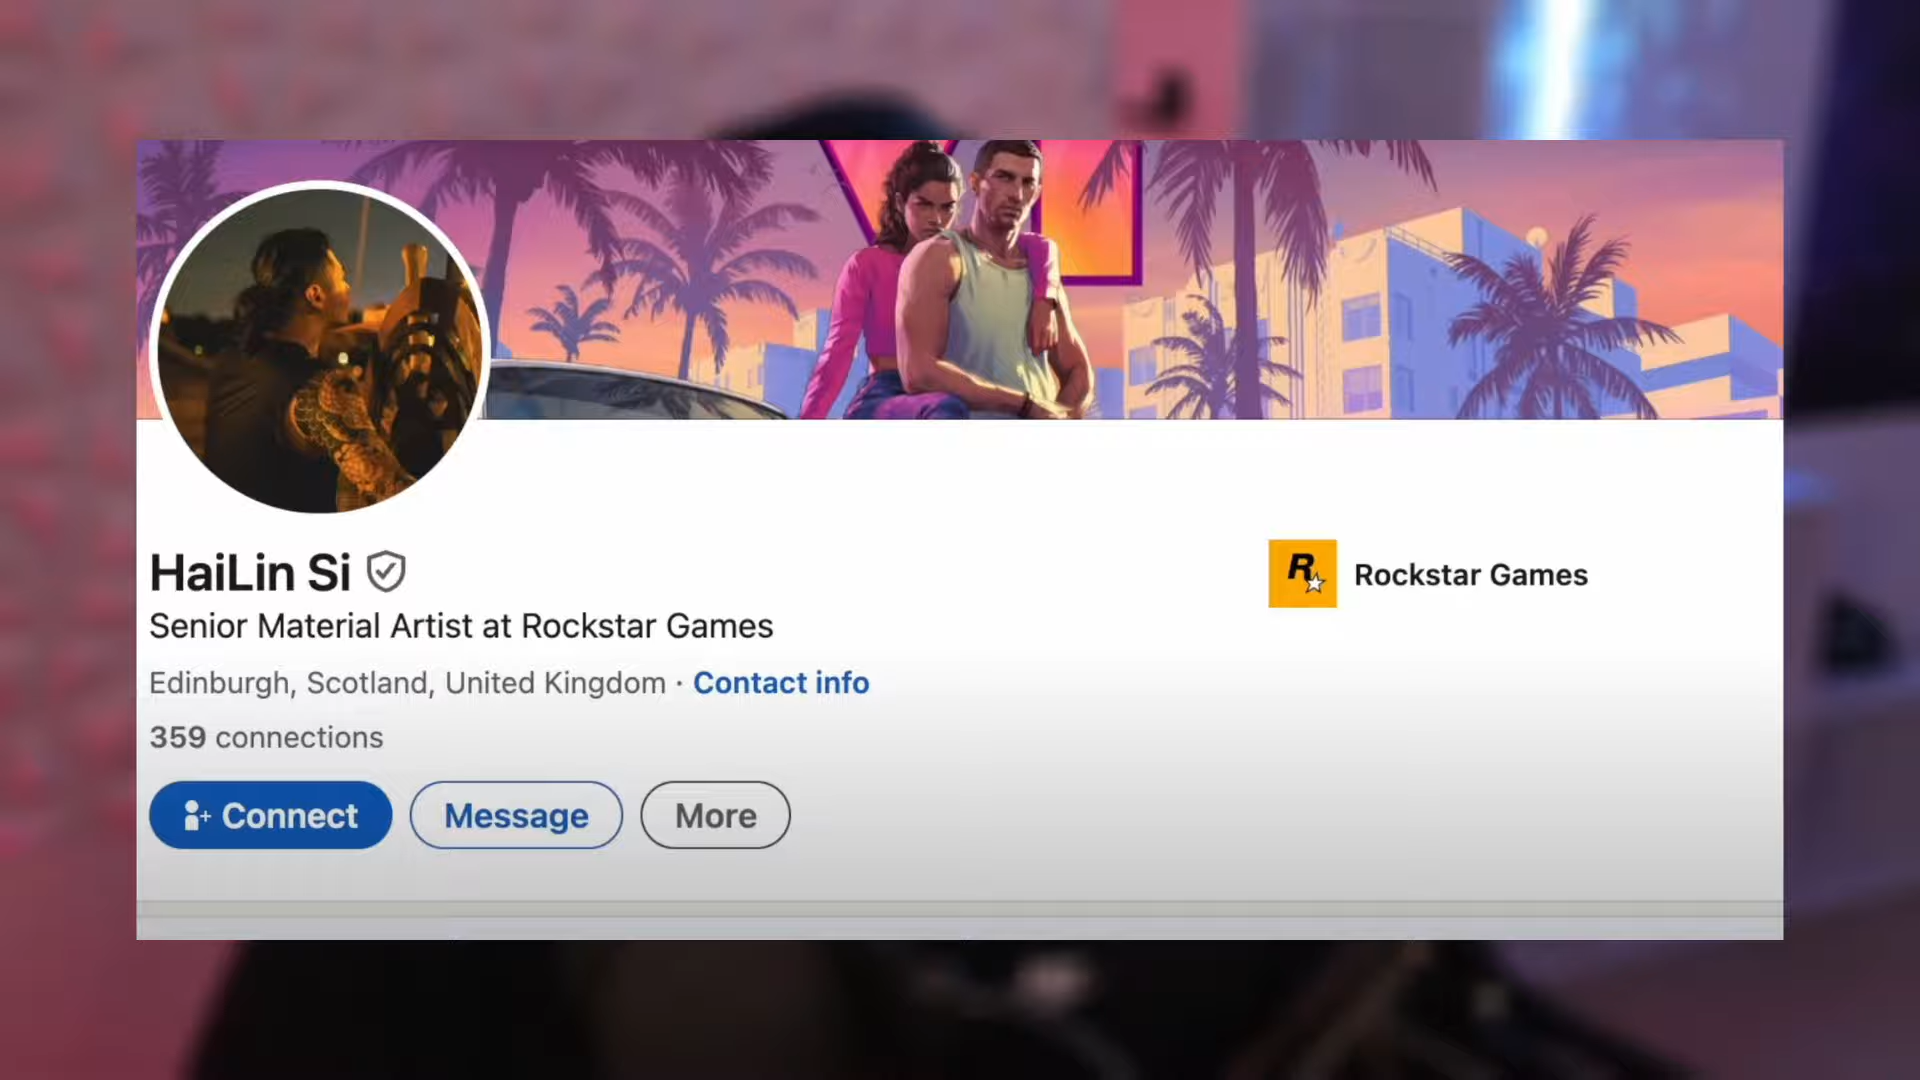 VI
HaiLin Si
Senior Material Artist at Rockstar Games
Edinburgh, Scotland, United Kingdom · Contact info
359 connections
Connect
Message
More
R
Rockstar Games